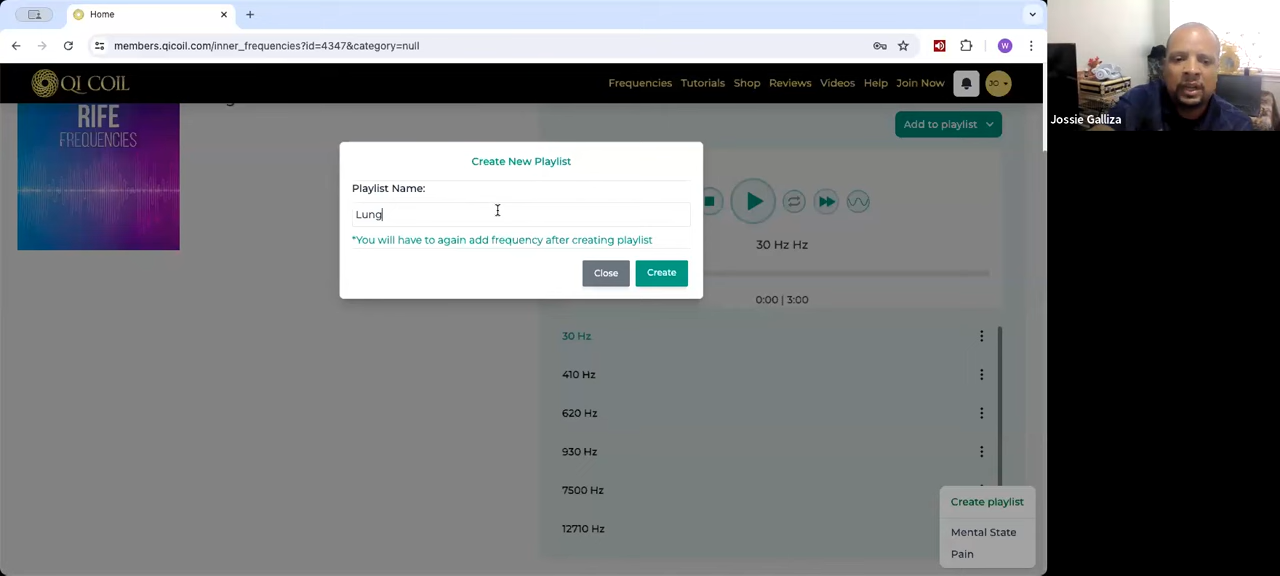 Home
members.qicoil.com/inner_frequencies?id=4347&category=null
W
QI COIL
Frequencies Tutorials Shop Reviews Videos Help Join Now
JO
Jossie Galliza
RIFE
FREQUENCIES
Add to playlist
Create New Playlist
Playlist Name:
Lung
*You will have to again add frequency after creating playlist
Close Create
30 Hz Hz
0:00 | 3:00
30 Hz
410 Hz
620 Hz
930 Hz
7500 Hz
12710 Hz
Create playlist
Mental State
Pain